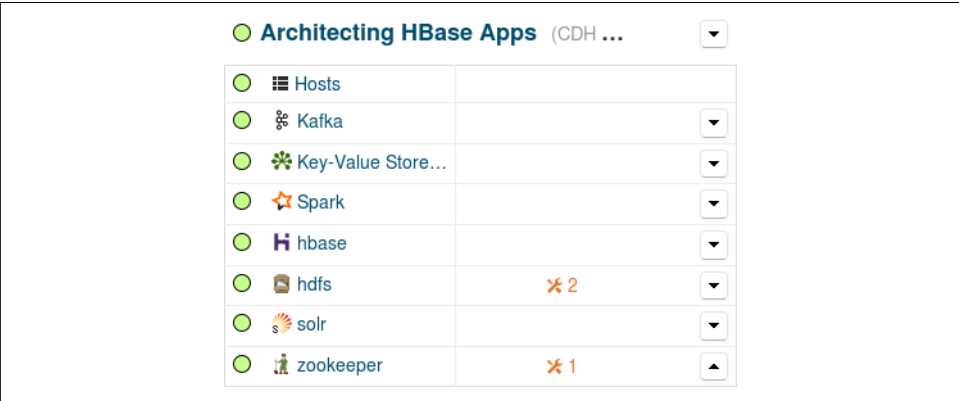 Architecting HBase Apps (CDH ...
Hosts
Kafka
Key-Value Store...
Spark
hbase
hdfs 2
solr
zookeeper 1